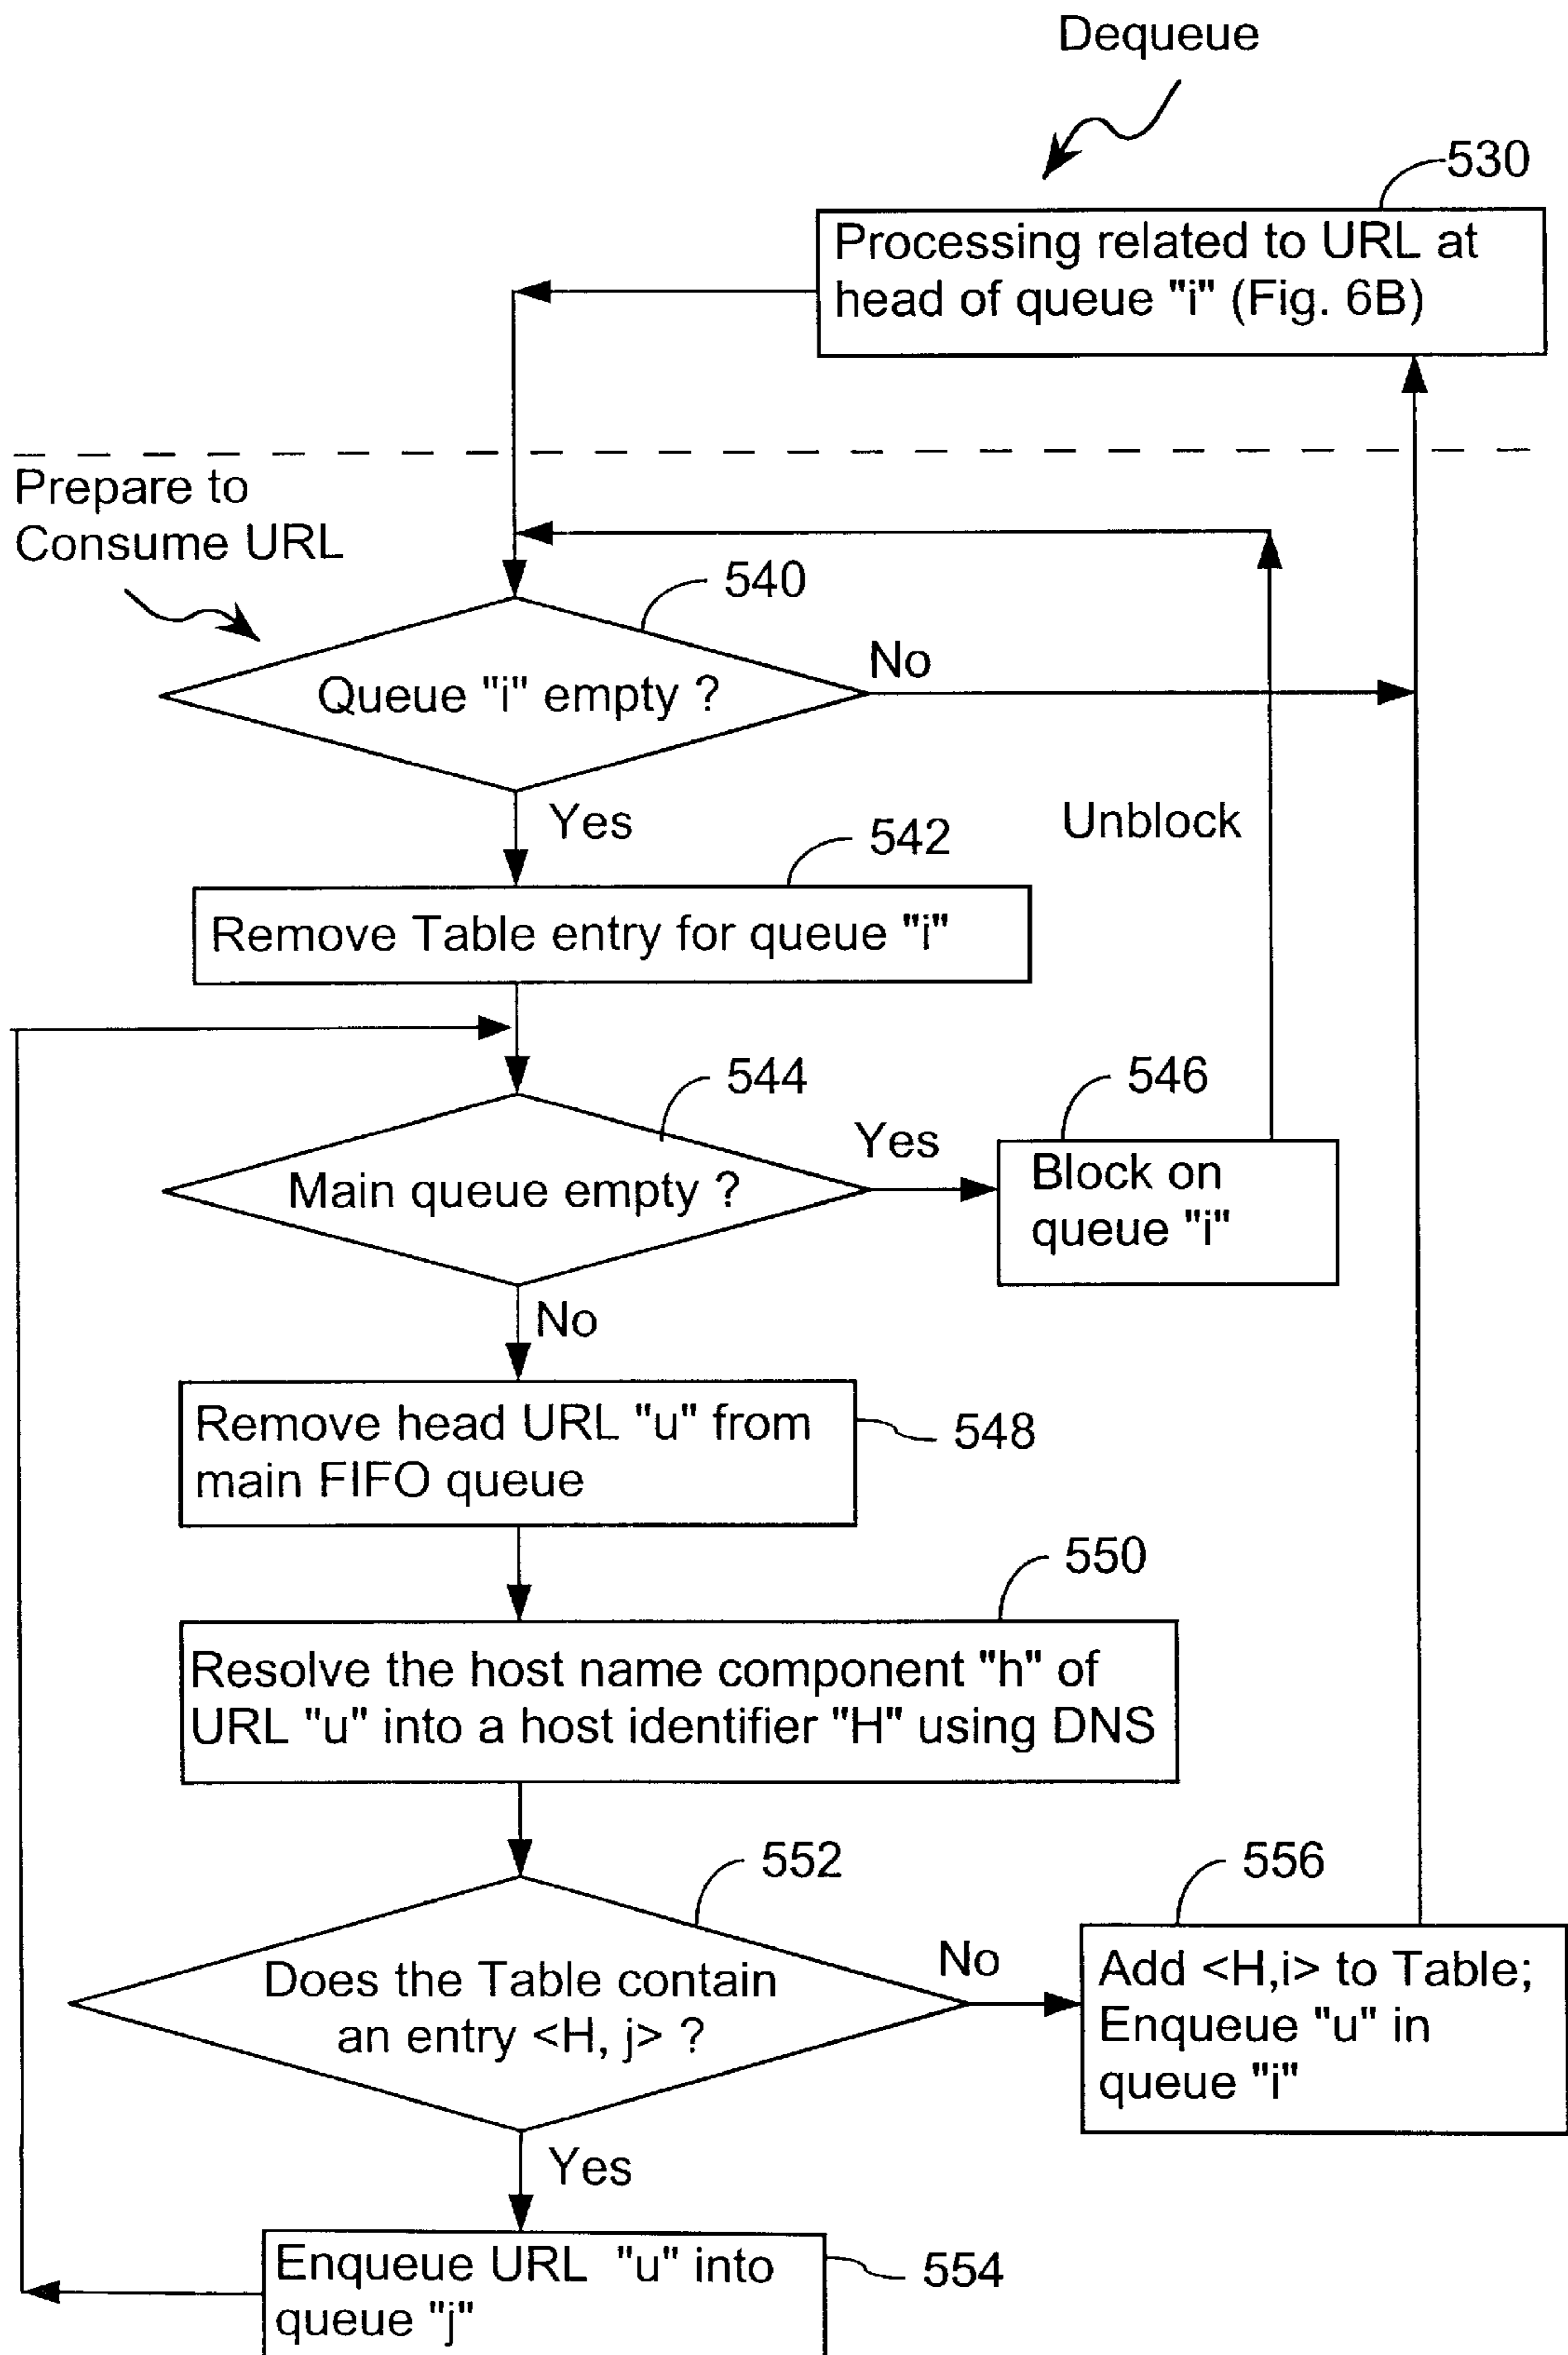 Dequeue
530
Processing related to URL at
head of queue "i" (Fig. 6B)
Prepare to
Consume URL
540
No
Queue "i" empty ?
Yes
Unblock
542
Remove Table entry for queue "i"
544
546
Yes
Main queue empty ?
Block on
queue "i"
No
Remove head URL "u" from
main FIFO queue
548
550
Resolve the host name component "h" of
URL "u" into a host identifier "H" using DNS
552
556
No
Does the Table contain
an entry <H, j> ?
Add <H,i> to Table;
Enqueue "u" in
queue "i"
Yes
Enqueue URL "u" into
queue "j"
554